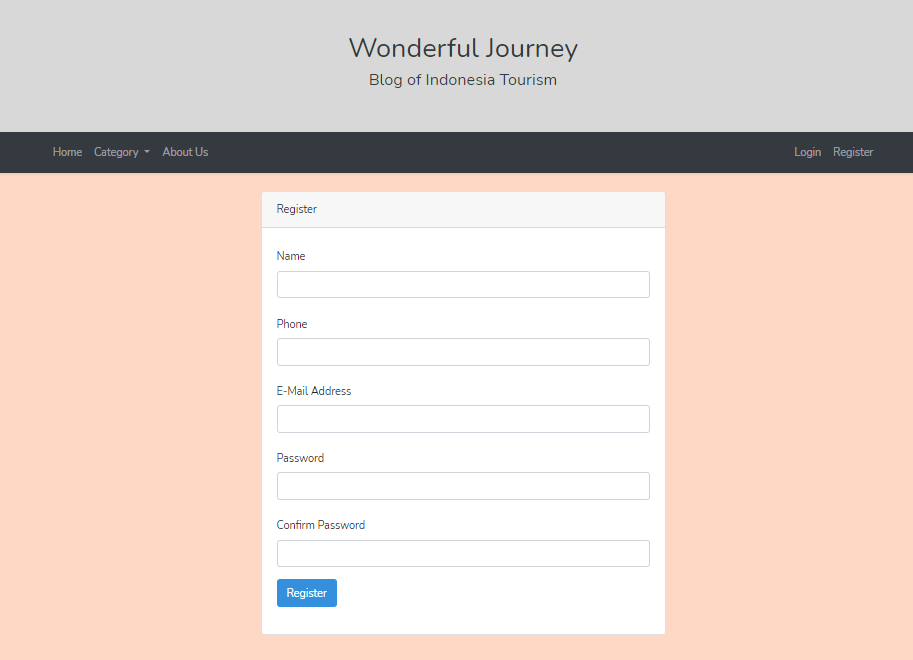 Wonderful Journey
Blog of Indonesia Tourism
Home Category About Us Login Register
Register
Name
Phone
E-Mail Address
Password
Confirm Password
Register